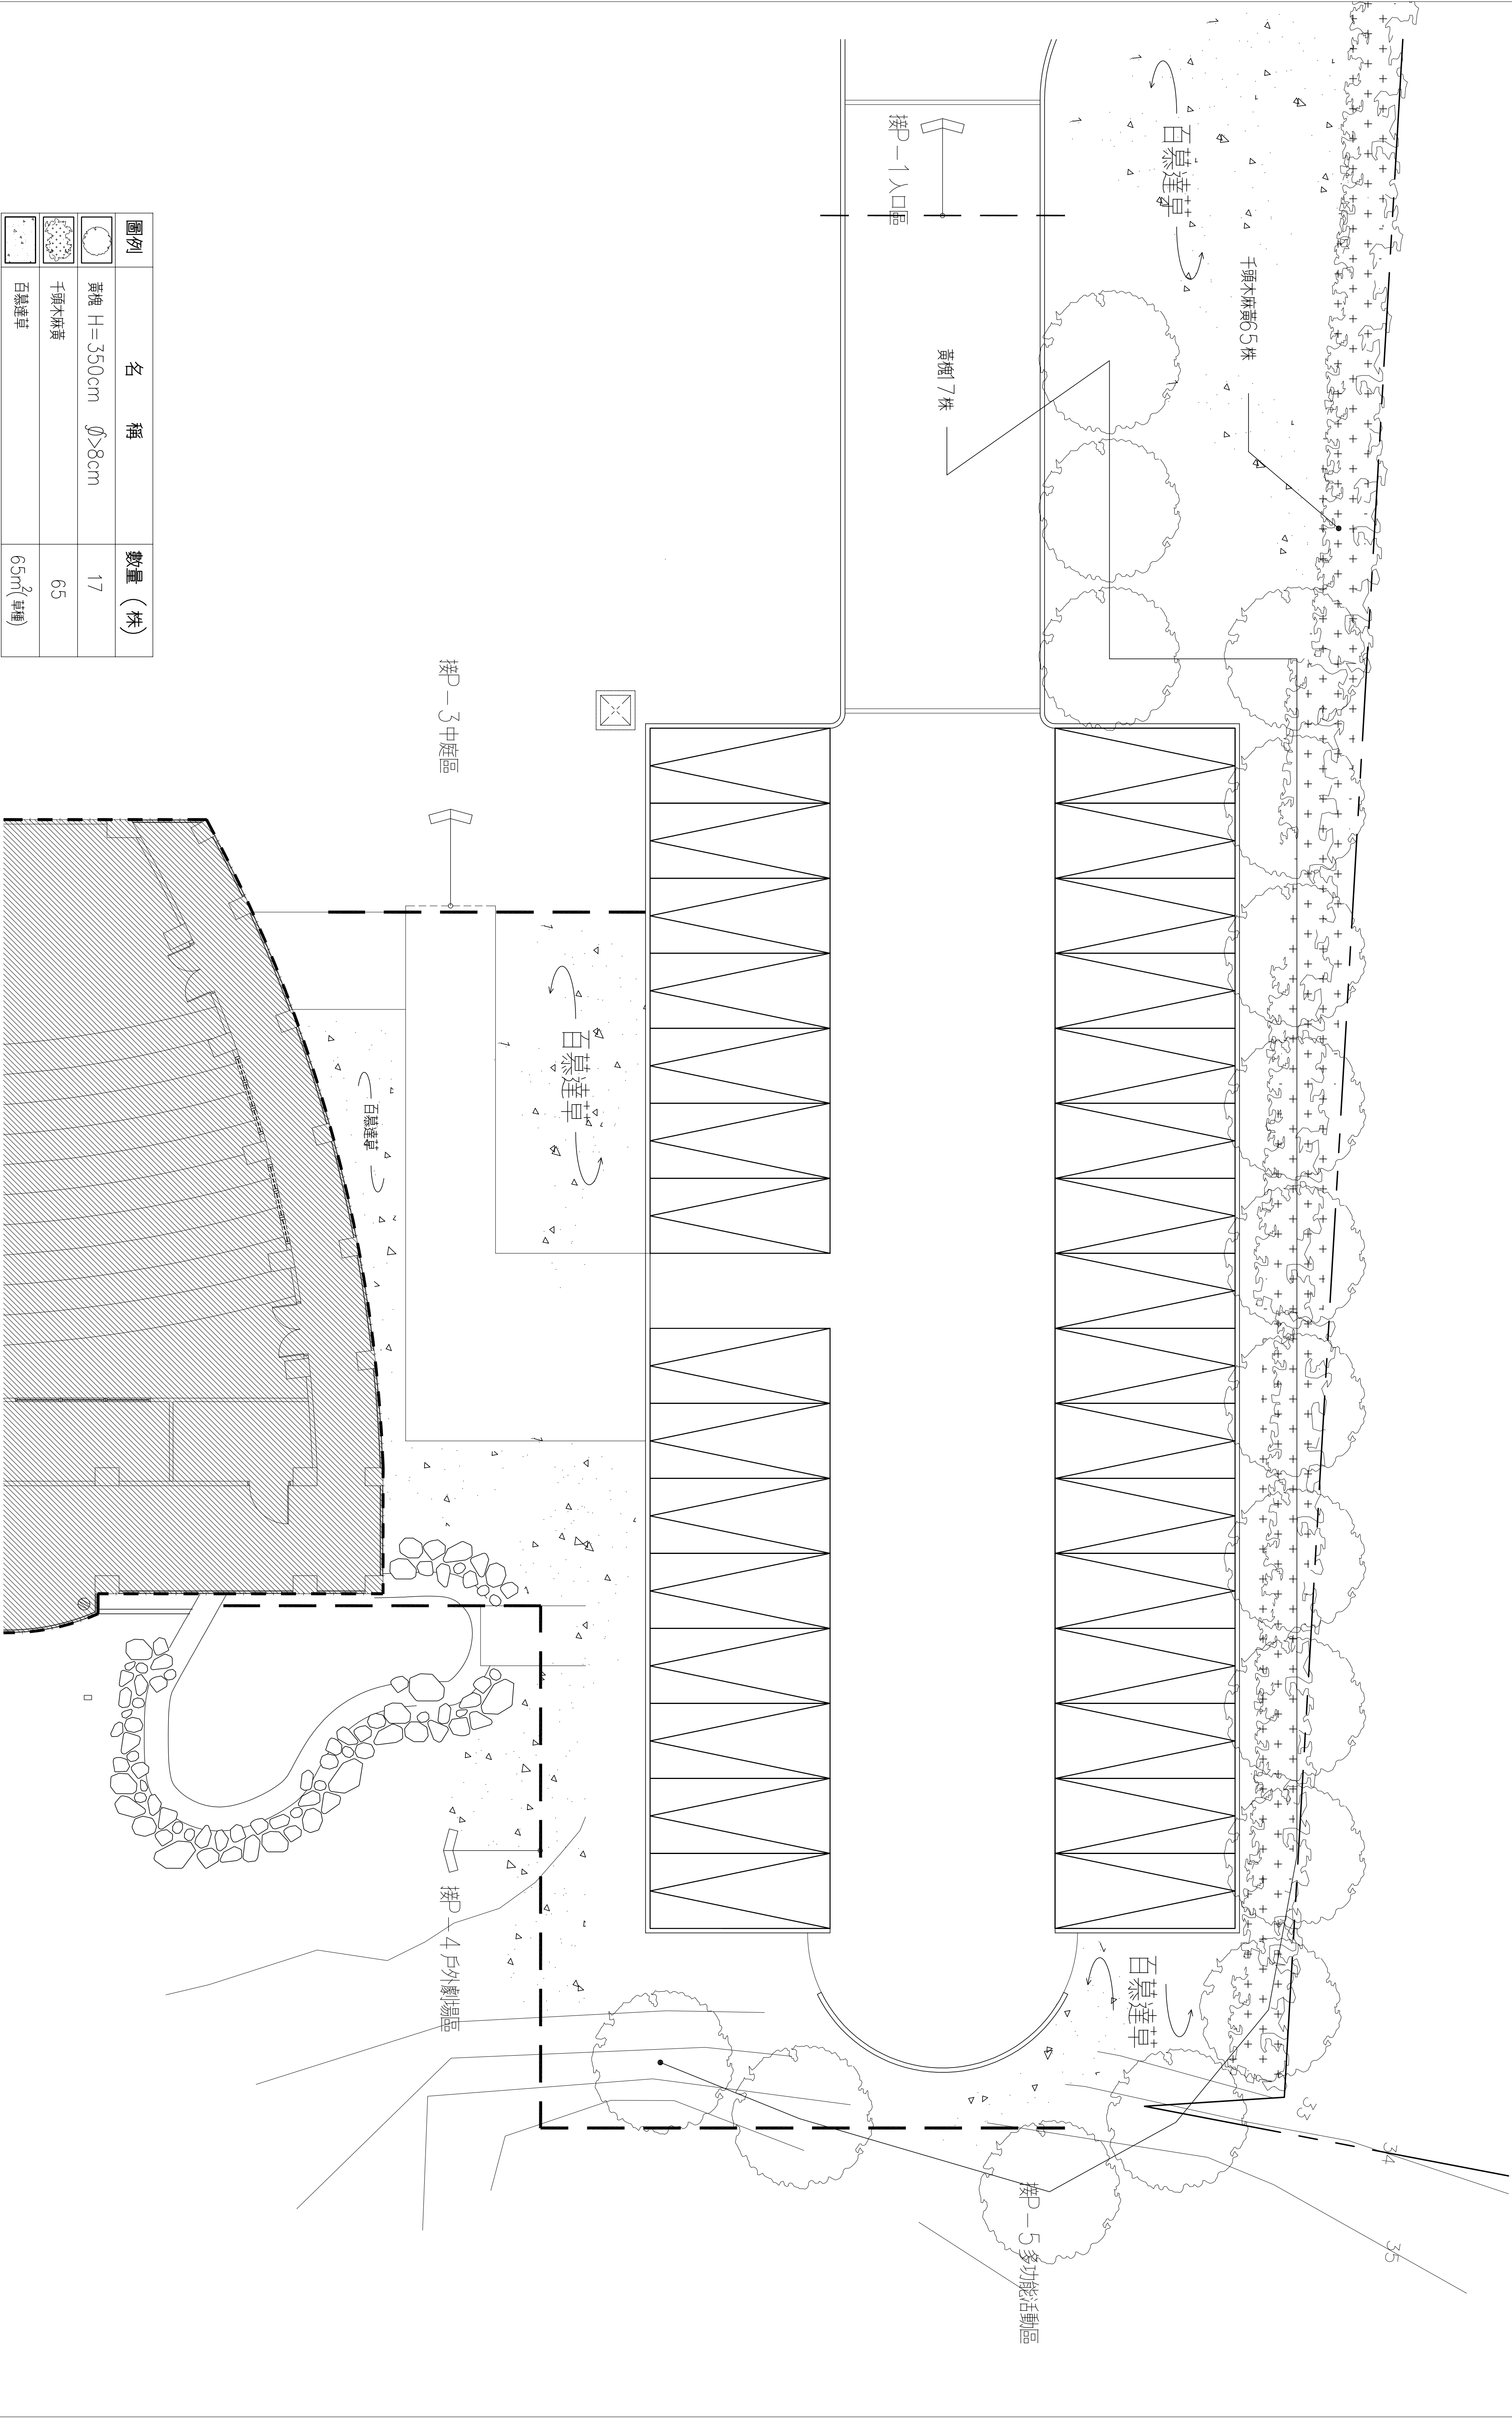 百慕達草
接P－1入口區
千頭木麻黃65株
黃槐17株
圖例 名 稱 數量（株）
黃槐 H=350cm Ø>8cm 17
千頭木麻黃 65
百慕達草 65m²(草種)
接P－3中庭區
百慕達草
百慕達草
接P－4戶外劇場區
百慕達草
33
34
35
接P－5多功能活動區